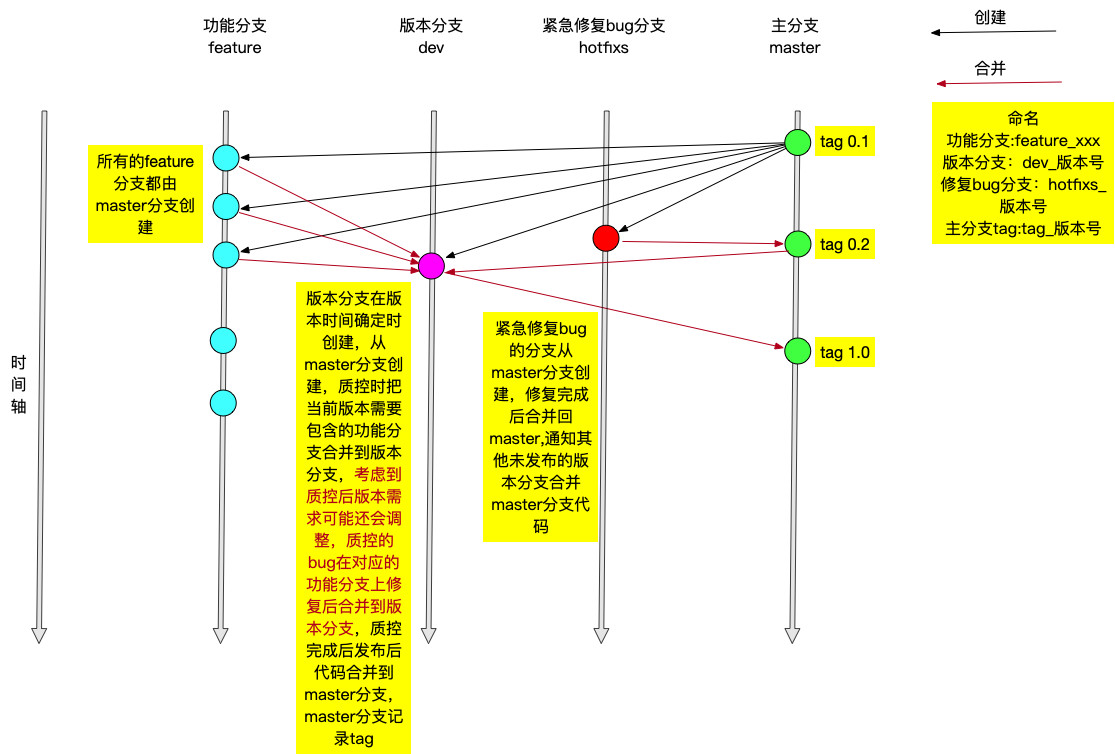 功能分支
feature
版本分支
dev
紧急修复bug分支
hotfixs
主分支
master
创建
合并
命名
功能分支:feature_xxx
版本分支：dev_版本号
修复bug分支：hotfixs_
版本号
主分支tag:tag_版本号
所有的feature
分支都由
master分支创
建
tag 0.1
tag 0.2
tag 1.0
时
间
轴
版本分支在版
本时间确定时
创建，从
master分支创
建，质控时把
当前版本需要
包含的功能分
支合并到版本
分支，考虑到
质控后版本需
求可能还会调
整，质控的
bug在对应的
功能分支上修
复后合并到版
本分支，质控
完成后发布后
代码合并到
master分支，
master分支记
录tag
紧急修复bug
的分支从
master分支创
建，修复完成
后合并回
master,通知其
他未发布的版
本分支合并
master分支代
码